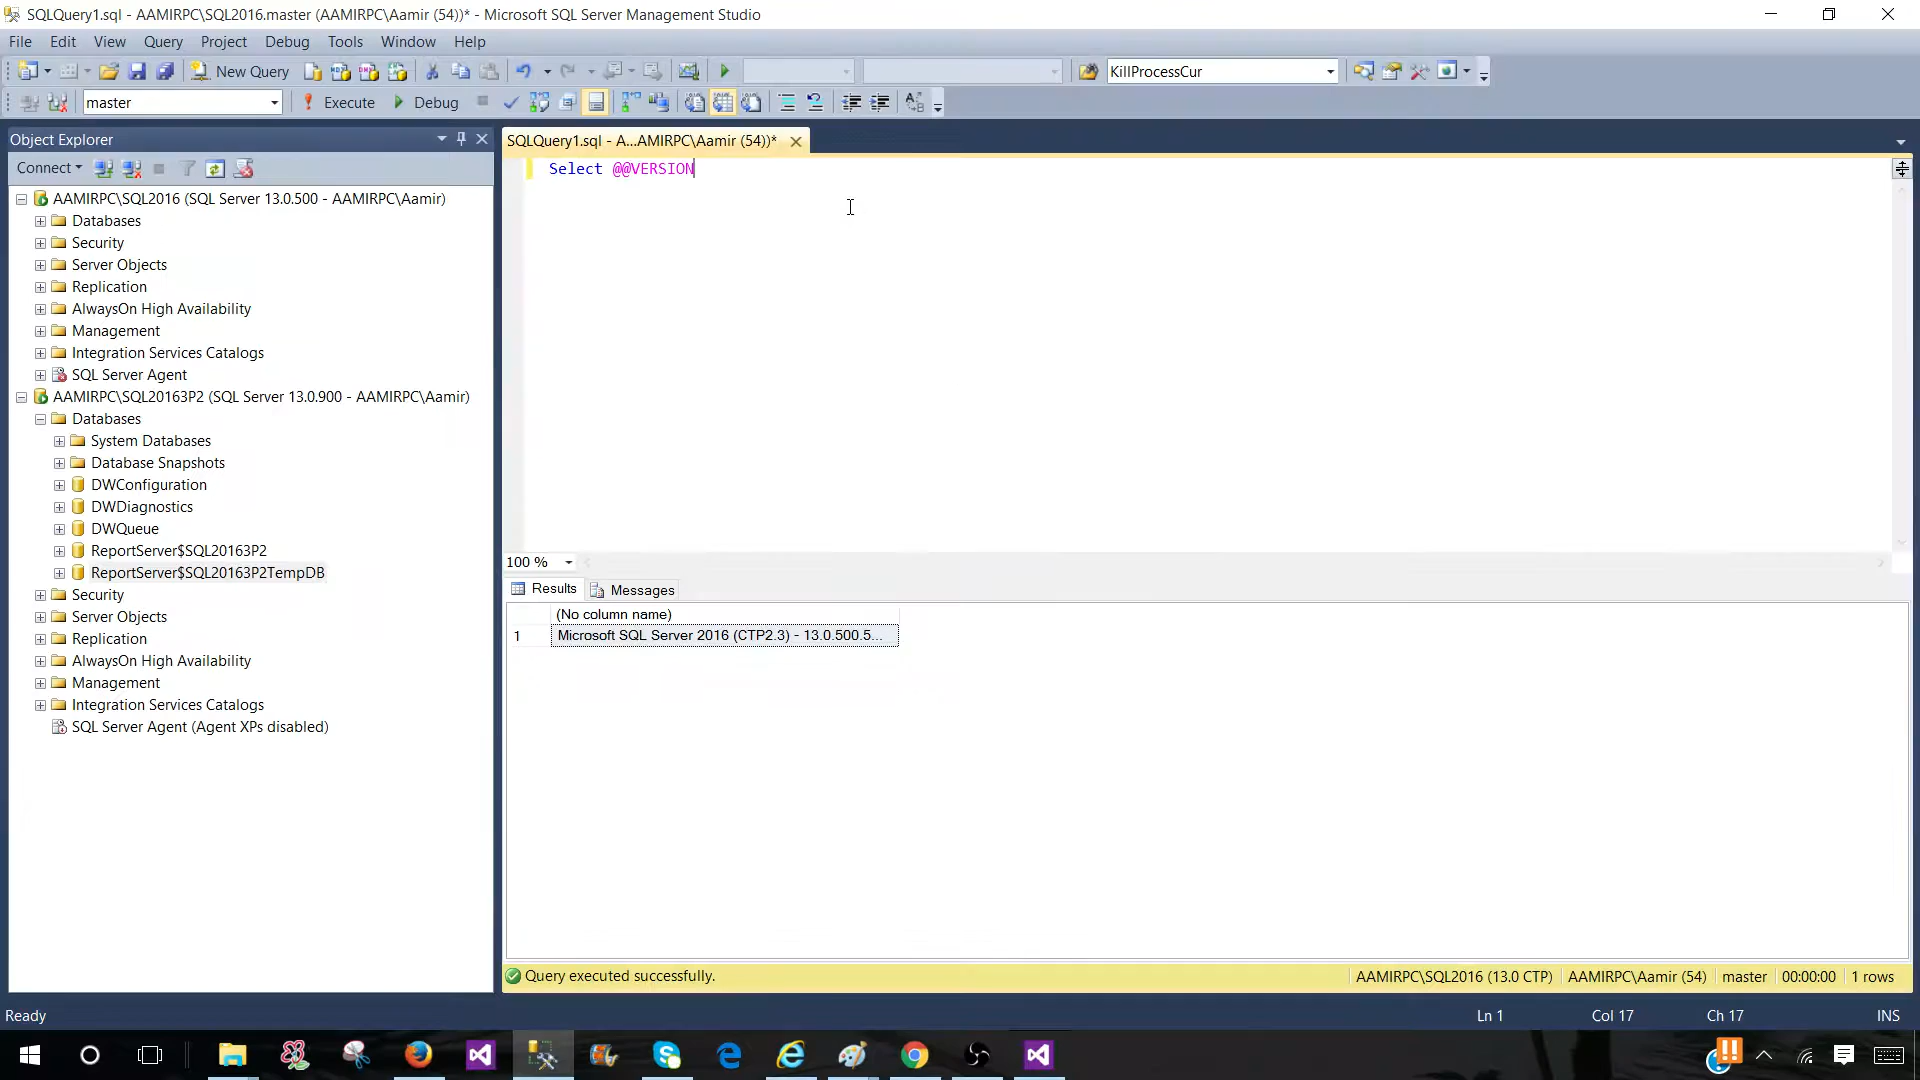 SQLQuery1.sql - AAMIRPC\SQL2016.master (AAMIRPC\Aamir (54))* - Microsoft SQL Server Management Studio
File Edit View Query Project Debug Tools Window Help
New Query KillProcessCur
master Execute Debug
Object Explorer
SQLQuery1.sql - A...AMIRPC\Aamir (54))*
Connect
Select @@VERSION
AAMIRPC\SQL2016 (SQL Server 13.0.500 - AAMIRPC\Aamir)
Databases
Security
Server Objects
Replication
AlwaysOn High Availability
Management
Integration Services Catalogs
SQL Server Agent
AAMIRPC\SQL20163P2 (SQL Server 13.0.900 - AAMIRPC\Aamir)
Databases
System Databases
Database Snapshots
DWConfiguration
DWDiagnostics
DWQueue
ReportServer$SQL20163P2
ReportServer$SQL20163P2TempDB
Security
Server Objects
Replication
AlwaysOn High Availability
Management
Integration Services Catalogs
SQL Server Agent (Agent XPs disabled)
100 %
Results Messages
(No column name)
1 Microsoft SQL Server 2016 (CTP2.3) - 13.0.500.5...
Query executed successfully. AAMIRPC\SQL2016 (13.0 CTP) AAMIRPC\Aamir (54) master 00:00:00 1 rows
Ready Ln 1 Col 17 Ch 17 INS